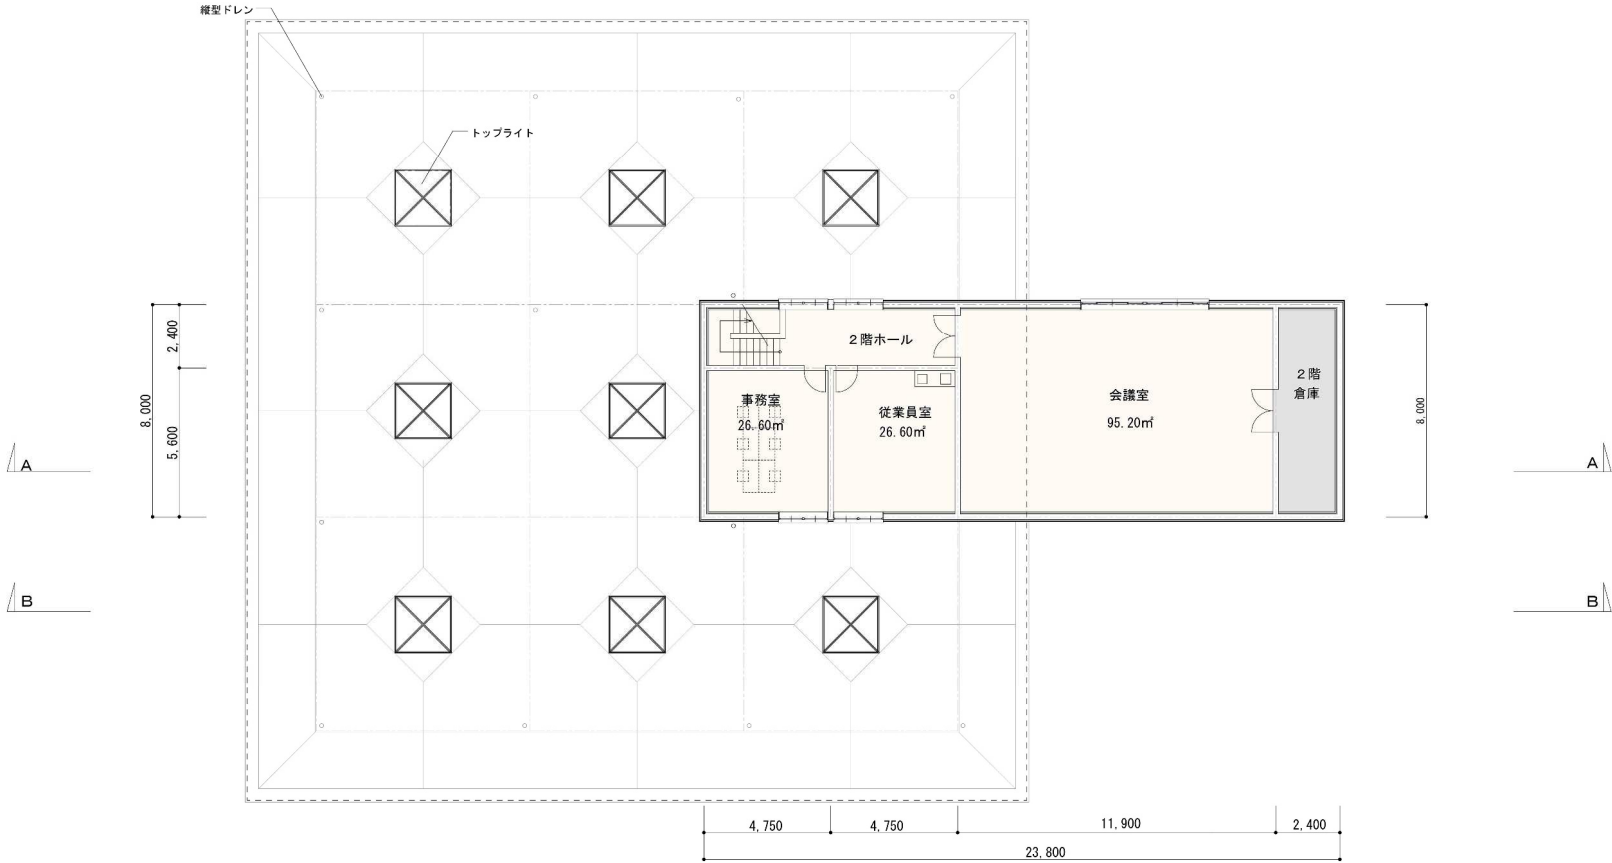 縦型ドレン
トップライト
2,400
8,000
5,600
2階ホール
事務室
26.60㎡
従業員室
26.60㎡
会議室
95.20㎡
2階
倉庫
8,000
A
A
B
B
4,750
4,750
11,900
2,400
23,800